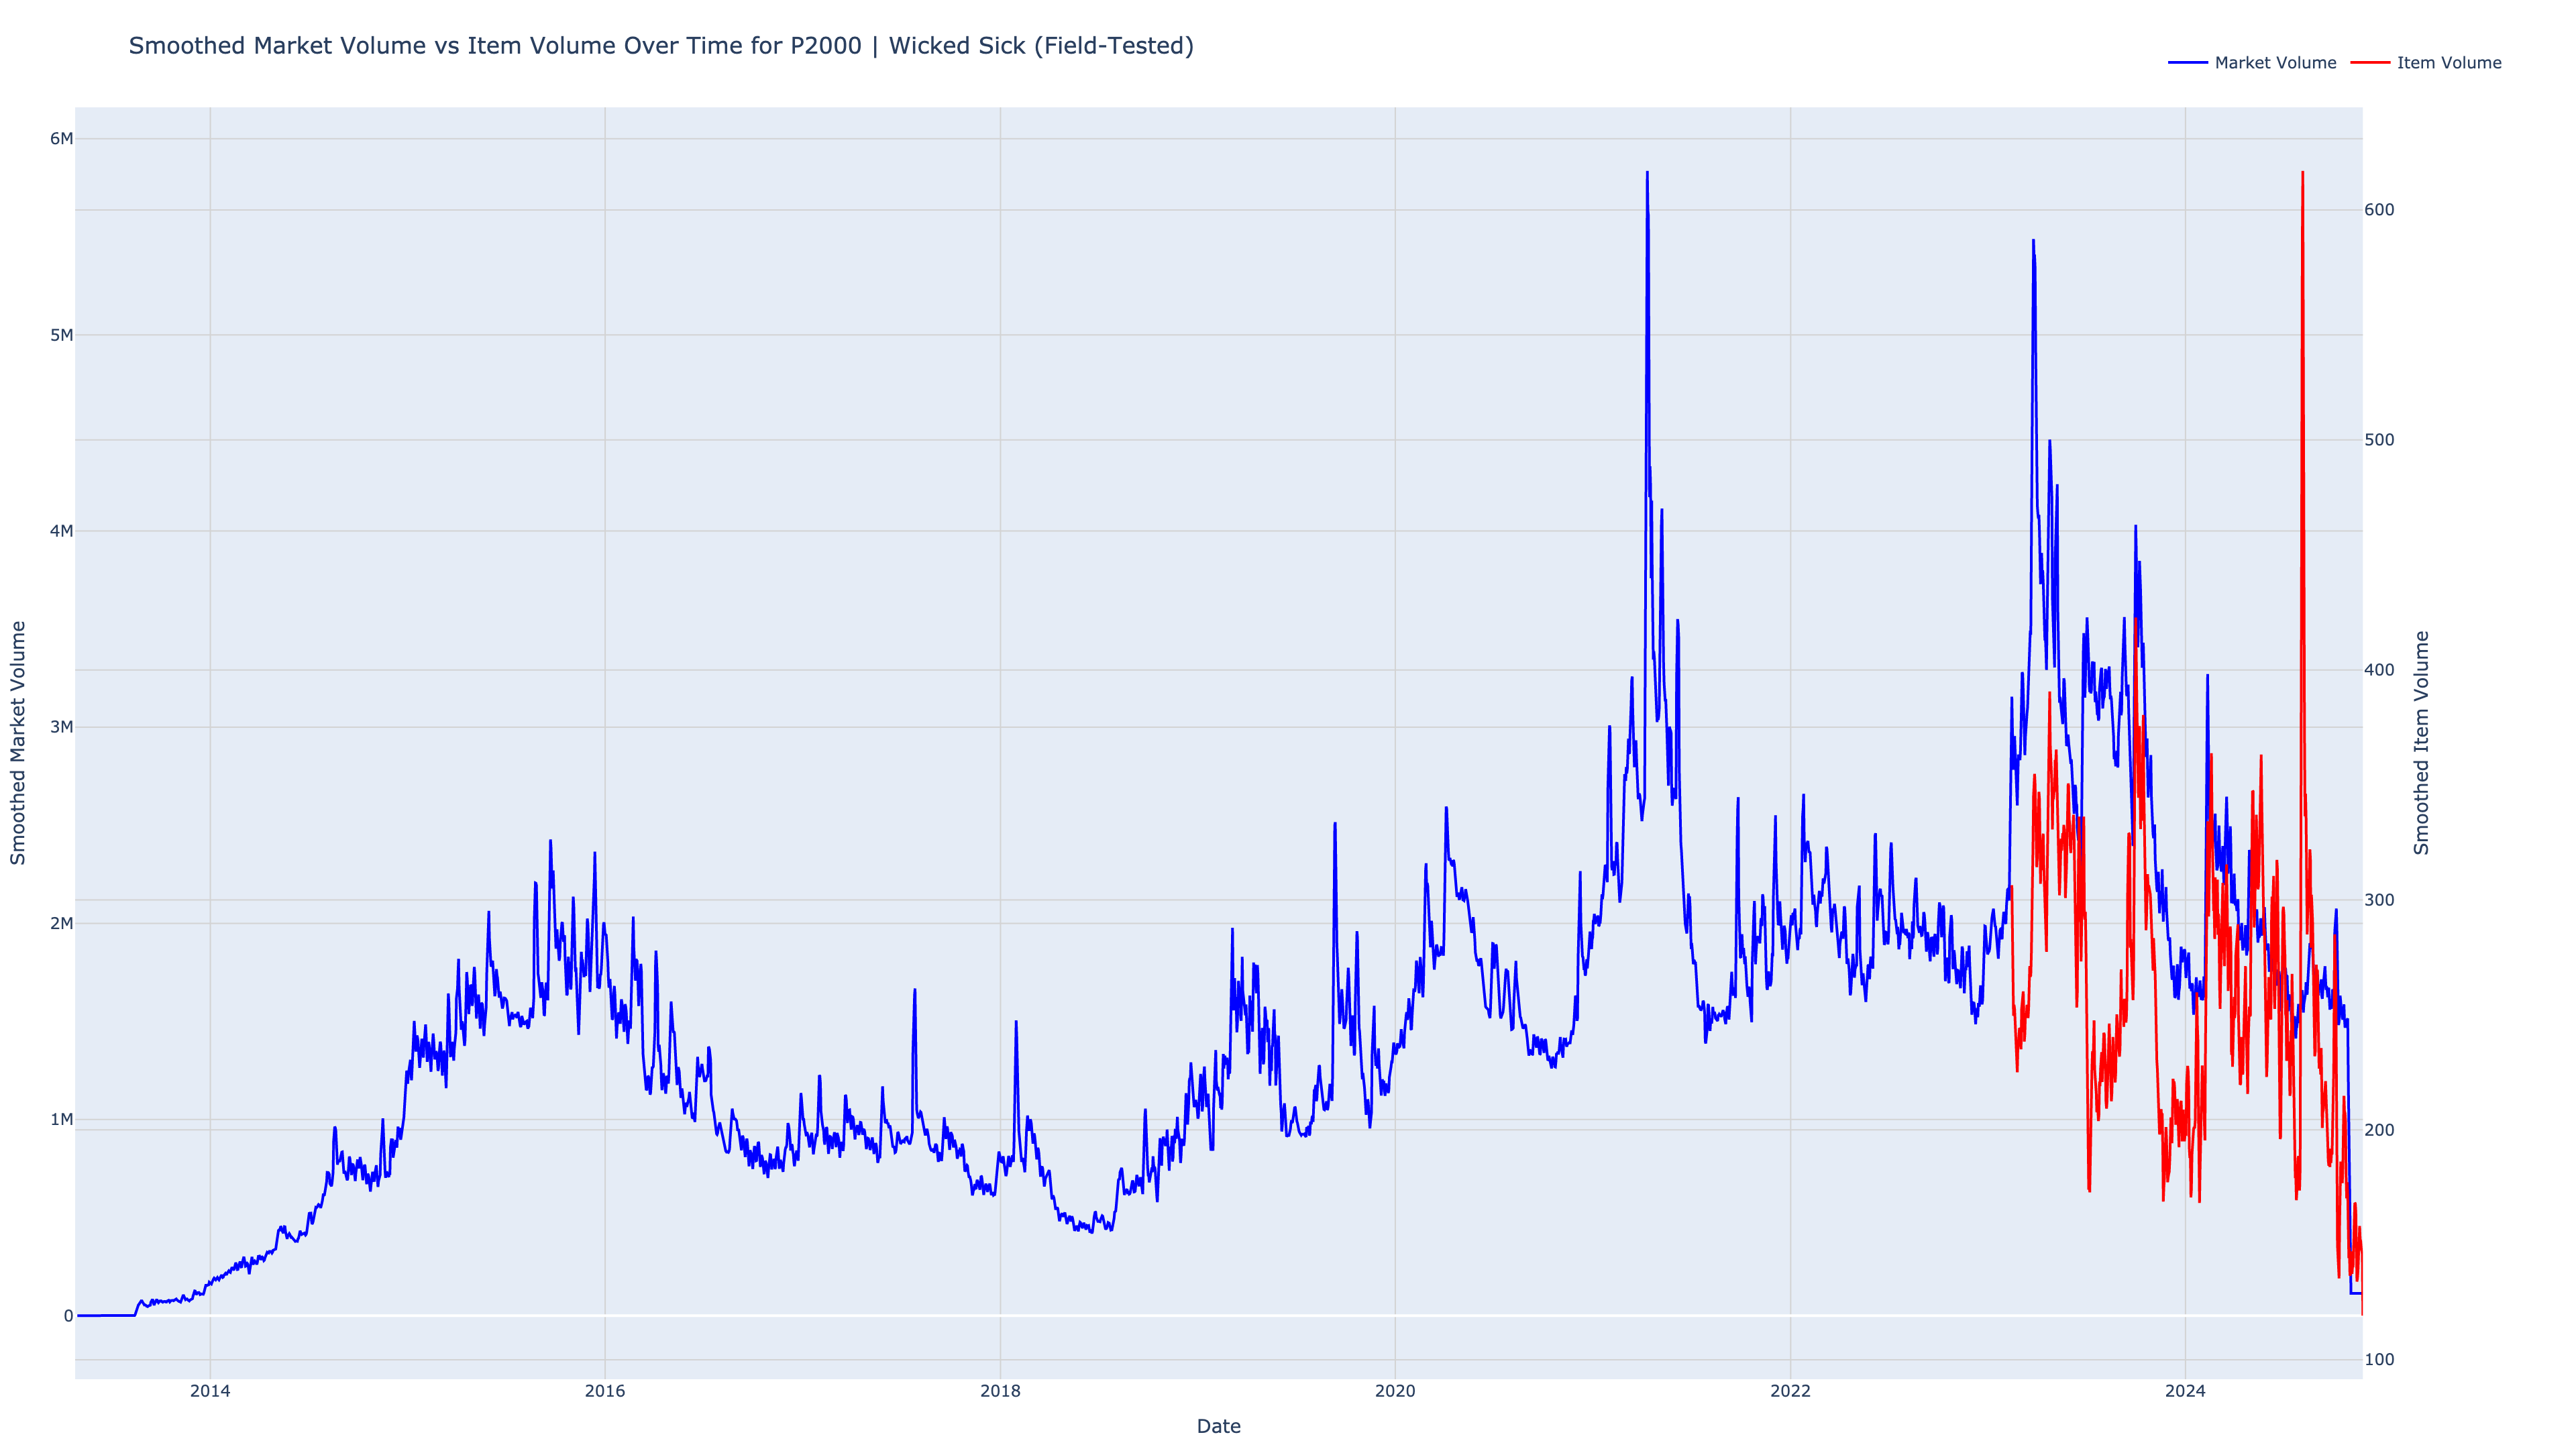 Smoothed Market Volume vs Item Volume Over Time for P2000 | Wicked Sick (Field-Tested)
Market Volume
Item Volume
6M
5M
4M
3M
2M
1M
0
Smoothed Market Volume
600
500
400
300
200
100
Smoothed Item Volume
2014
2016
2018
2020
2022
2024
Date